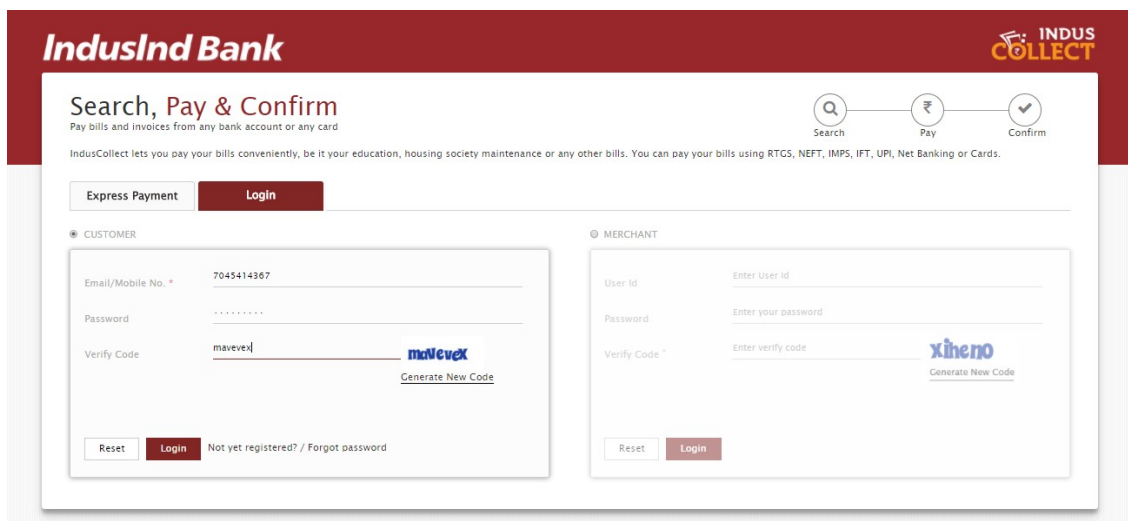 IndusInd Bank
INDUS
COLLECT
Search, Pay & Confirm
Pay bills and invoices from any bank account or any card
Search
Pay
Confirm
IndusCollect lets you pay your bills conveniently, be it your education, housing society maintenance or any other bills. You can pay your bills using RTGS, NEFT, IMPS, IFT, UPI, Net Banking or Cards.
Express Payment
Login
CUSTOMER
Email/Mobile No. *
7045414367
Password
.........
Verify Code
mavevex
maVeveX
Generate New Code
Reset
Login
Not yet registered? / Forgot password
MERCHANT
User Id
Enter User Id
Password
Enter your password
Verify Code *
Enter verify code
xiheno
Generate New Code
Reset
Login